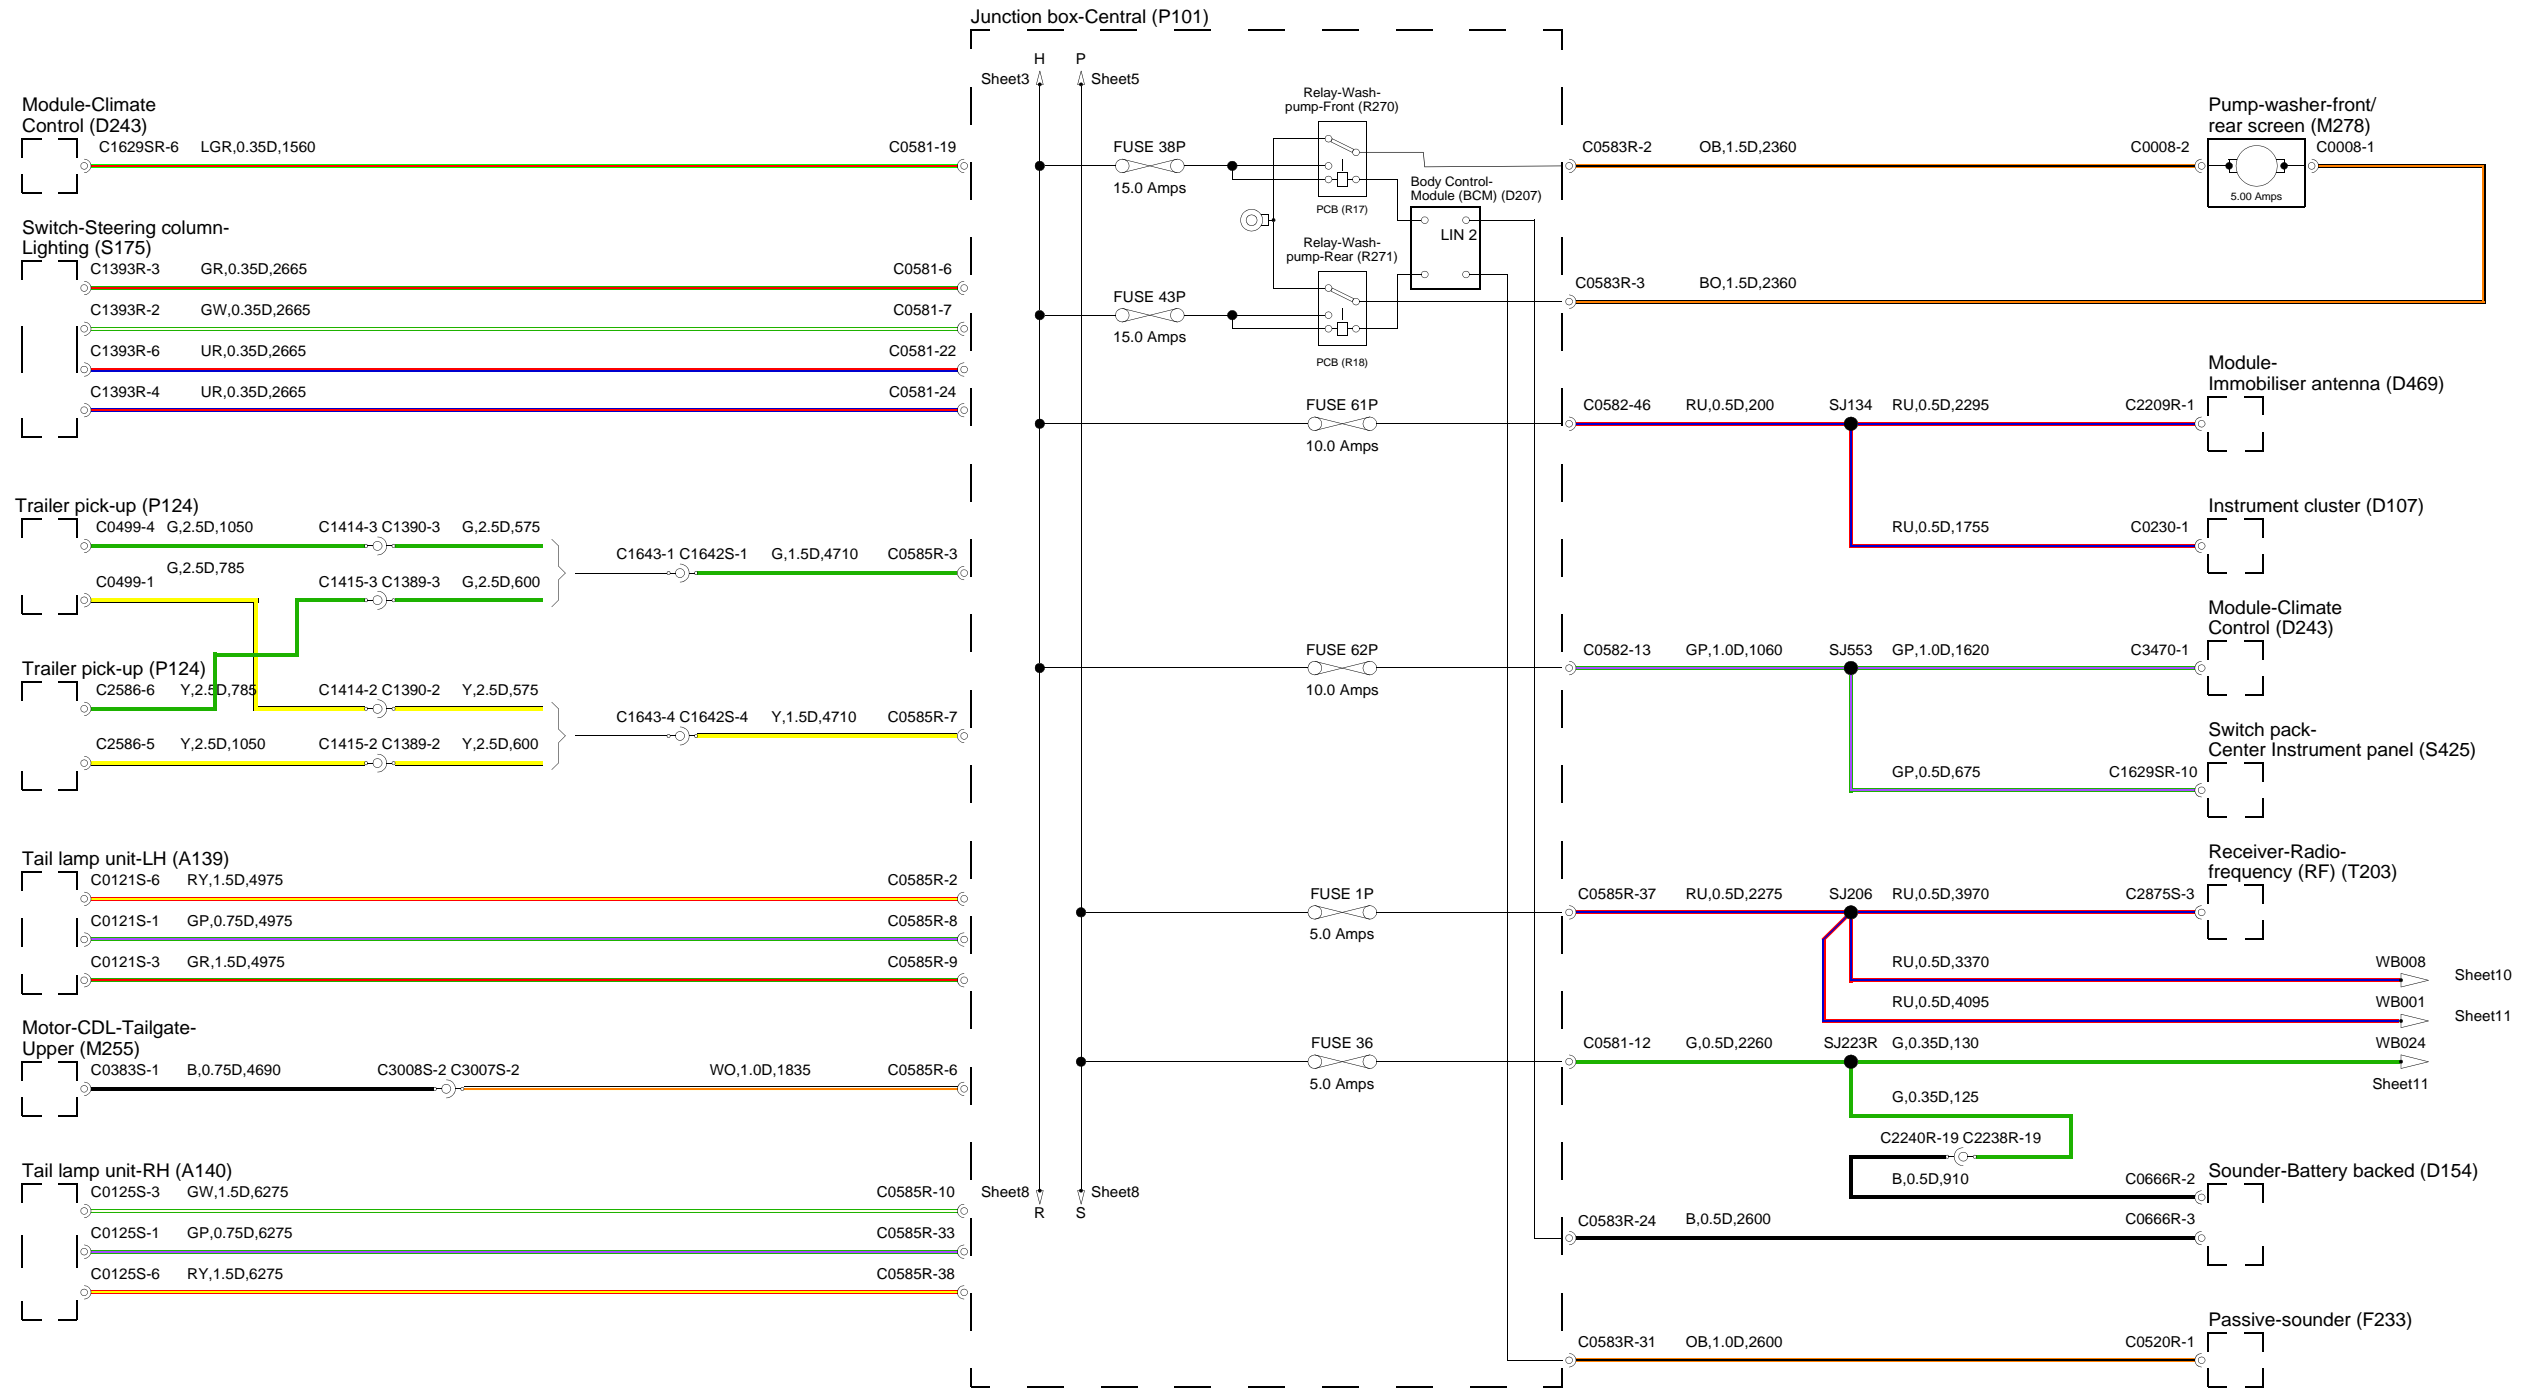 Junction box-Central (P101)
H P
Sheet3 Sheet5
Module-Climate
Control (D243)
C1629SR-6 LGR,0.35D,1560 C0581-19
Switch-Steering column-
Lighting (S175)
C1393R-3 GR,0.35D,2665 C0581-6
C1393R-2 GW,0.35D,2665 C0581-7
C1393R-6 UR,0.35D,2665 C0581-22
C1393R-4 UR,0.35D,2665 C0581-24
Trailer pick-up (P124)
C0499-4 G,2.5D,1050 C1414-3 C1390-3 G,2.5D,575
C1643-1 C1642S-1 G,1.5D,4710 C0585R-3
C0499-1 G,2.5D,785 C1415-3 C1389-3 G,2.5D,600
Trailer pick-up (P124)
C2586-6 Y,2.5D,785 C1414-2 C1390-2 Y,2.5D,575
C1643-4 C1642S-4 Y,1.5D,4710 C0585R-7
C2586-5 Y,2.5D,1050 C1415-2 C1389-2 Y,2.5D,600
Tail lamp unit-LH (A139)
C0121S-6 RY,1.5D,4975 C0585R-2
C0121S-1 GP,0.75D,4975 C0585R-8
C0121S-3 GR,1.5D,4975 C0585R-9
Motor-CDL-Tailgate-
Upper (M255)
C0383S-1 B,0.75D,4690 C3008S-2 C3007S-2 WO,1.0D,1835 C0585R-6
Tail lamp unit-RH (A140)
C0125S-3 GW,1.5D,6275 C0585R-10
C0125S-1 GP,0.75D,6275 C0585R-33
C0125S-6 RY,1.5D,6275 C0585R-38
FUSE 38P
15.0 Amps
Relay-Wash-
pump-Front (R270)
PCB (R17)
Body Control-
Module (BCM) (D207)
LIN 2
Relay-Wash-
pump-Rear (R271)
PCB (R18)
FUSE 43P
15.0 Amps
FUSE 61P
10.0 Amps
FUSE 62P
10.0 Amps
FUSE 1P
5.0 Amps
FUSE 36
5.0 Amps
Sheet8 Sheet8
R S
Pump-washer-front/
rear screen (M278)
C0583R-2 OB,1.5D,2360 C0008-2 C0008-1
5.00 Amps
C0583R-3 BO,1.5D,2360
Module-
Immobiliser antenna (D469)
C0582-46 RU,0.5D,200 SJ134 RU,0.5D,2295 C2209R-1
Instrument cluster (D107)
RU,0.5D,1755 C0230-1
Module-Climate
Control (D243)
C0582-13 GP,1.0D,1060 SJ553 GP,1.0D,1620 C3470-1
Switch pack-
Center Instrument panel (S425)
GP,0.5D,675 C1629SR-10
Receiver-Radio-
frequency (RF) (T203)
C0585R-37 RU,0.5D,2275 SJ206 RU,0.5D,3970 C2875S-3
RU,0.5D,3370 WB008
Sheet10
RU,0.5D,4095 WB001
Sheet11
C0581-12 G,0.5D,2260 SJ223R G,0.35D,130 WB024
Sheet11
G,0.35D,125
C2240R-19 C2238R-19
Sounder-Battery backed (D154)
B,0.5D,910 C0666R-2
C0583R-24 B,0.5D,2600 C0666R-3
Passive-sounder (F233)
C0583R-31 OB,1.0D,2600 C0520R-1